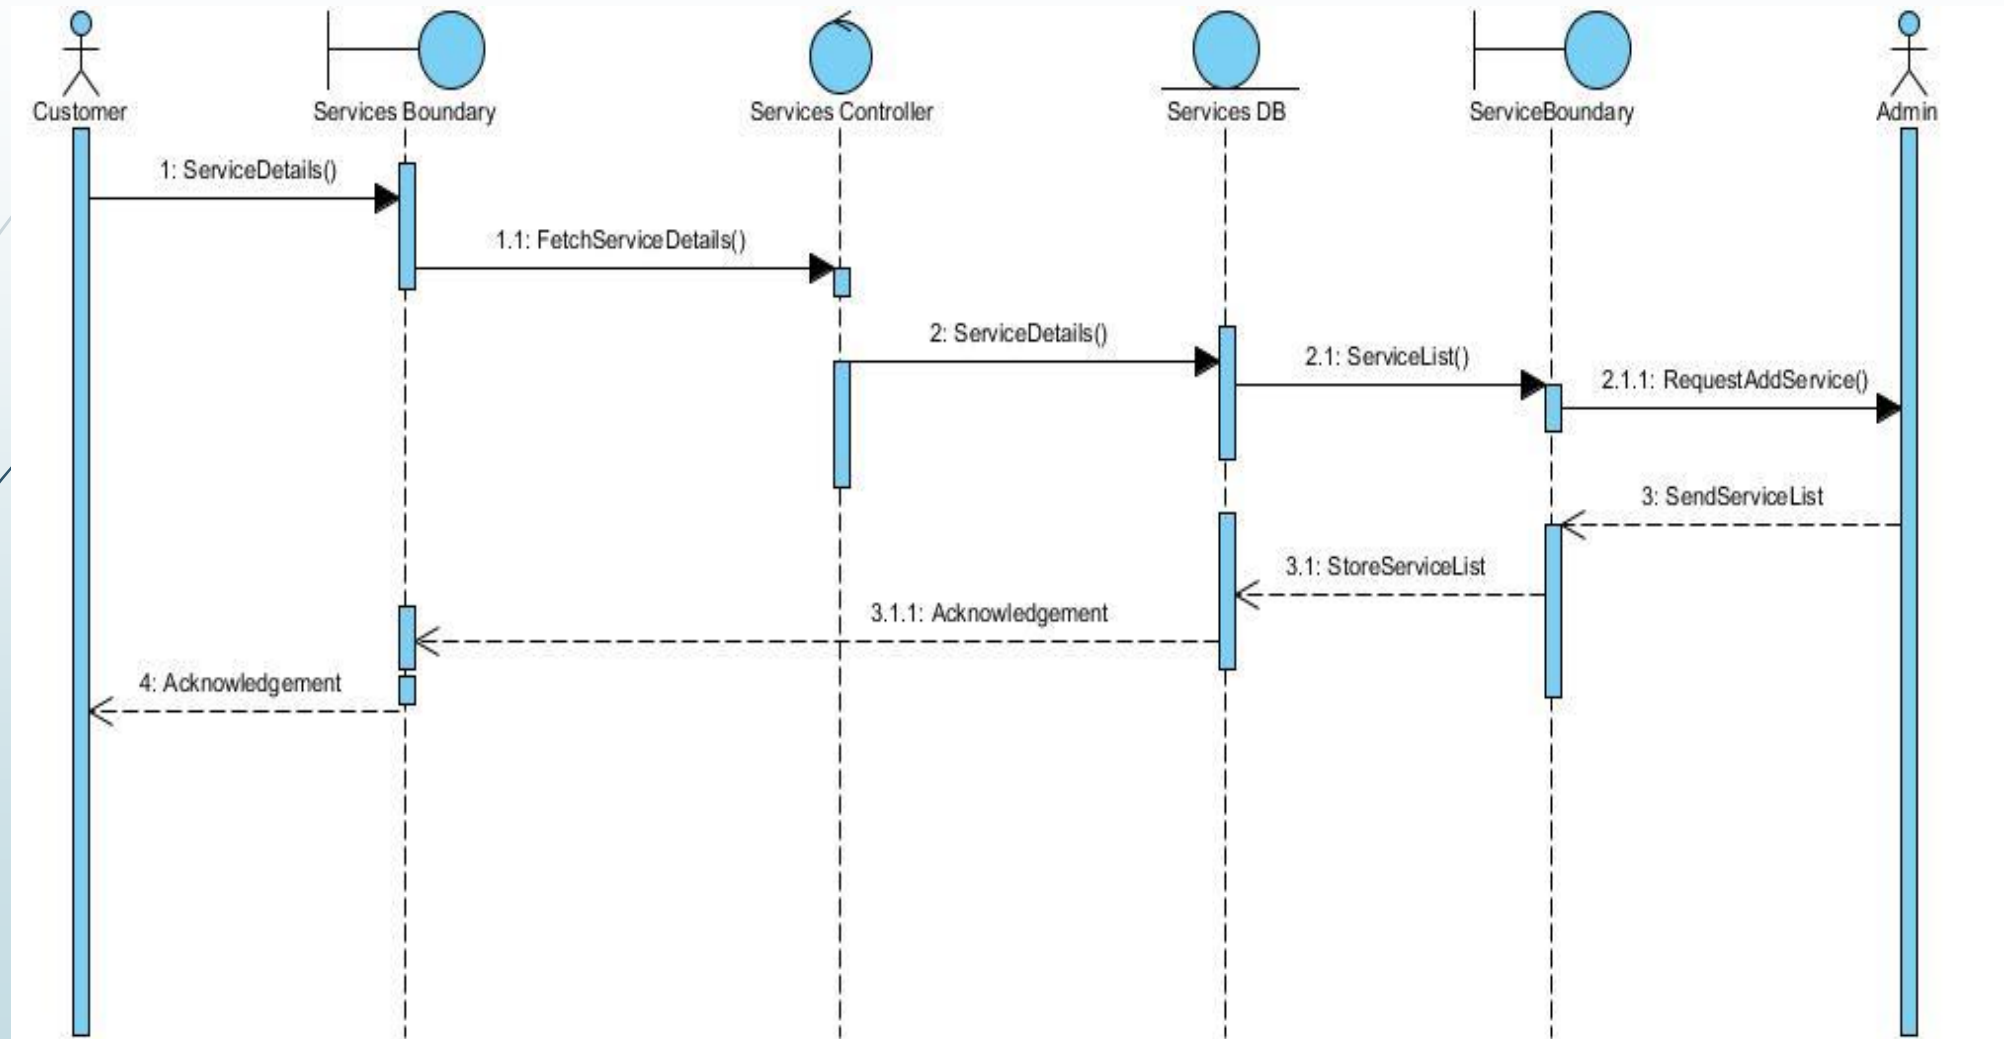 Customer
Services Boundary
Services Controller
Services DB
ServiceBoundary
Admin
1: ServiceDetails()
1.1: FetchServiceDetails()
2: ServiceDetails()
2.1: ServiceList()
2.1.1: RequestAddService()
3: SendServiceList
3.1: StoreServiceList
3.1.1: Acknowledgement
4: Acknowledgement